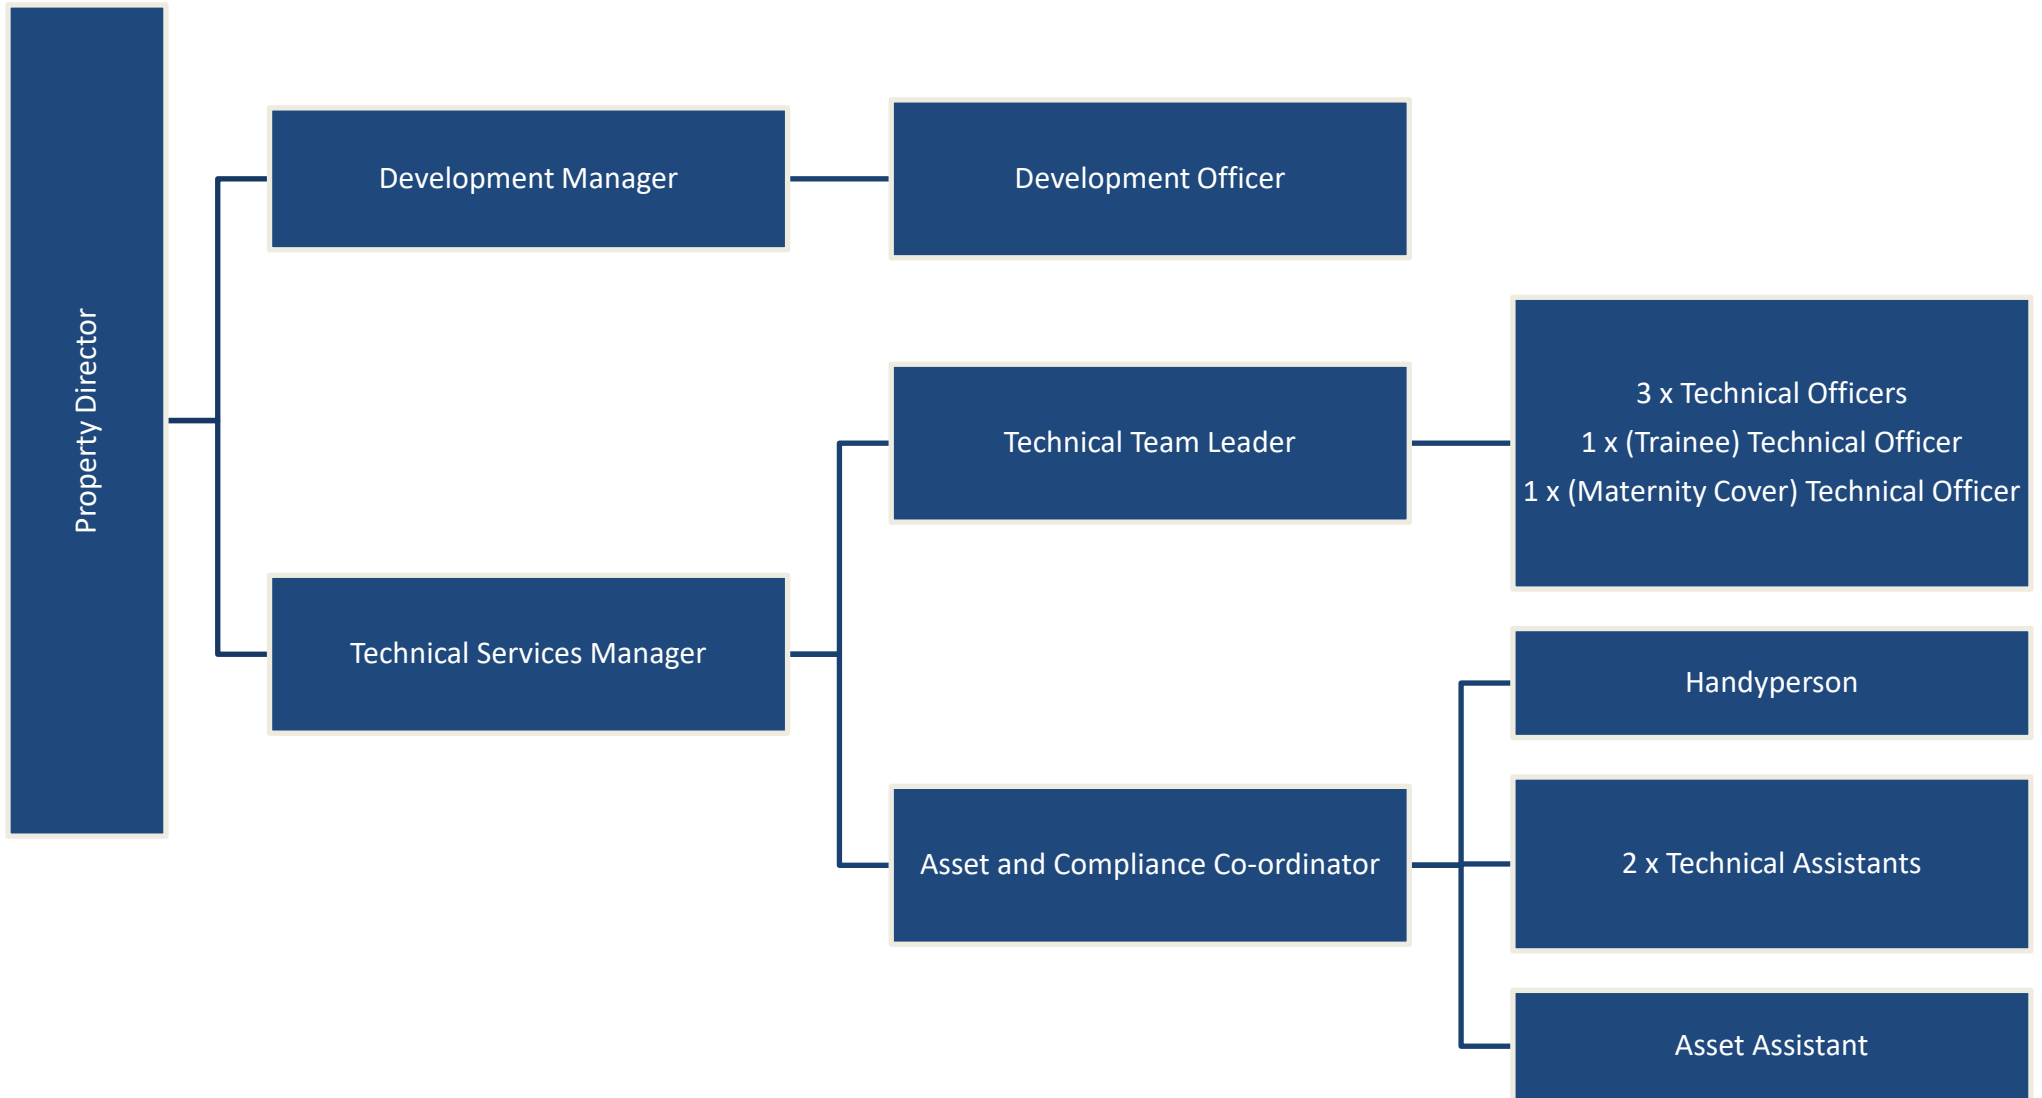 Property Director
Development Manager
Development Officer
Technical Services Manager
Technical Team Leader
3 x Technical Officers
1 x (Trainee) Technical Officer
1 x (Maternity Cover) Technical Officer
Asset and Compliance Co-ordinator
Handyperson
2 x Technical Assistants
Asset Assistant